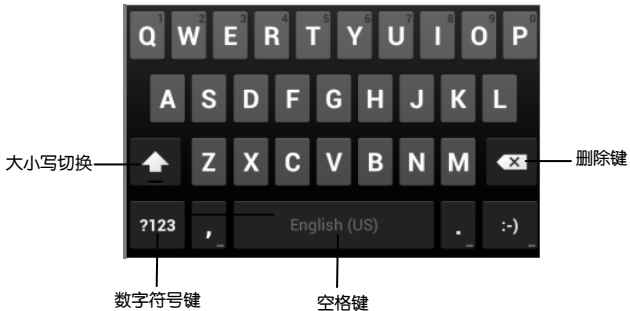 1 2 3 4 5 6 7 8 9 0
Q W E R T Y U I O P
A S D F G H J K L
大小写切换 Z X C V B N M 删除键
?123 , English (US) . :-)
数字符号键 空格键